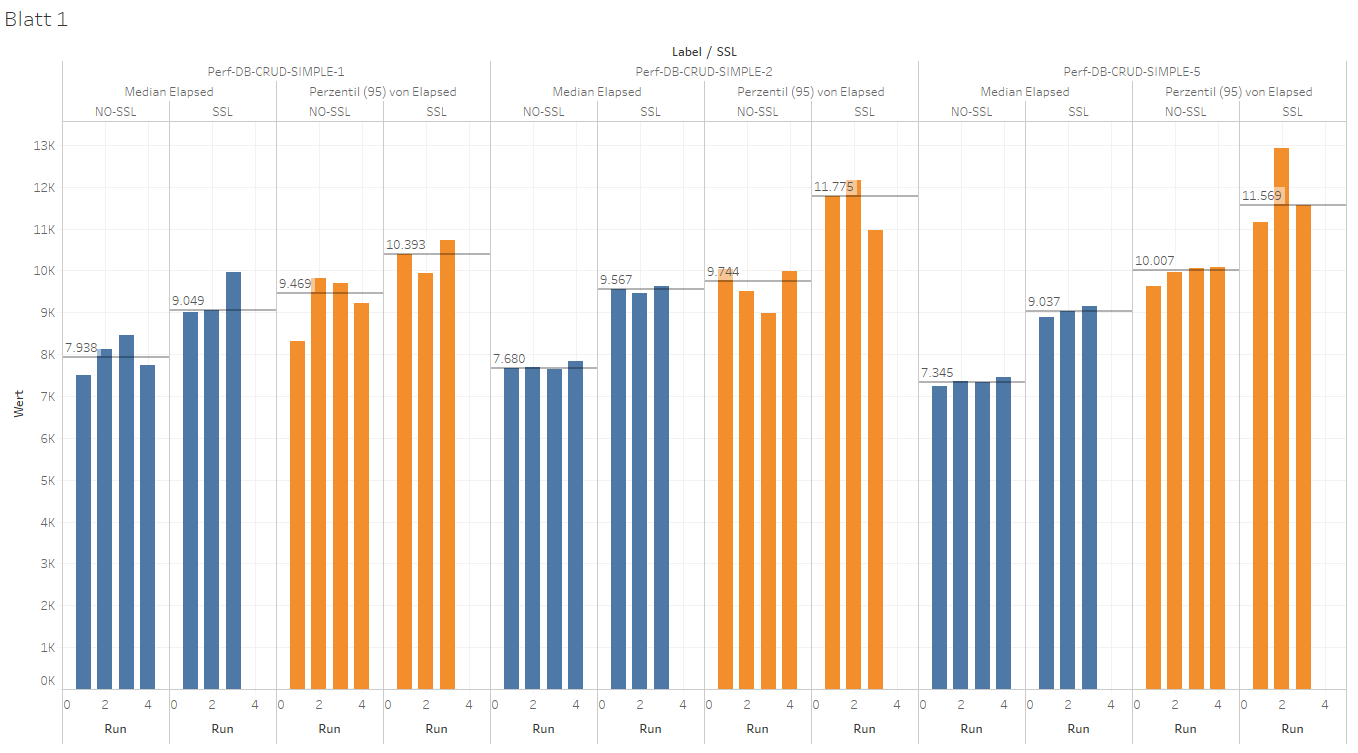 Blatt 1
Label / SSL
Perf-DB-CRUD-SIMPLE-1 Perf-DB-CRUD-SIMPLE-2 Perf-DB-CRUD-SIMPLE-5
Median Elapsed Perzentil (95) von Elapsed Median Elapsed Perzentil (95) von Elapsed Median Elapsed Perzentil (95) von Elapsed
NO-SSL SSL NO-SSL SSL NO-SSL SSL NO-SSL SSL NO-SSL SSL NO-SSL SSL
13K
12K
11K
10K
9K
8K
7K
6K
5K
4K
3K
2K
1K
0K
Wert
7.938
9.049
9.469
10.393
7.680
9.567
9.744
11.775
7.345
9.037
10.007
11.569
0 2 4 0 2 4 0 2 4 0 2 4 0 2 4 0 2 4 0 2 4 0 2 4 0 2 4 0 2 4 0 2 4 0 2 4
Run Run Run Run Run Run Run Run Run Run Run Run